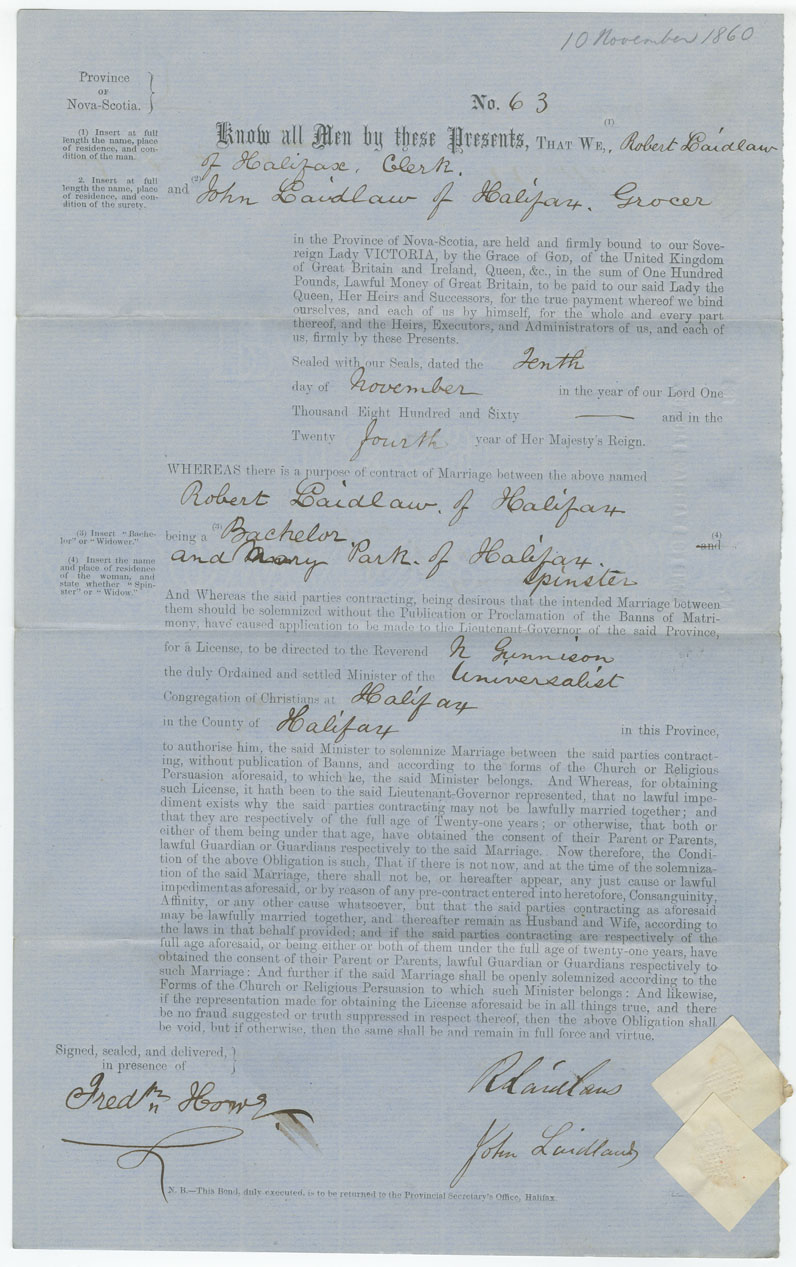 10 November 1860
Province
OF
Nova-Scotia.
No. 63
(1) Insert at full
length the name, place
of residence, and con-
dition of the man.
Know all Men by these Presents, THAT WE, (1) Robert Laidlaw
of Halifax, Clerk.
2. Insert at full
length the name, place
of residence, and con-
dition of the surety.
and (2) John Laidlaw of Halifax. Grocer
in the Province of Nova-Scotia, are held and firmly bound to our Sove-
reign Lady VICTORIA, by the Grace of GOD, of the United Kingdom
of Great Britain and Ireland, Queen, &c., in the sum of One Hundred
Pounds, Lawful Money of Great Britain, to be paid to our said Lady the
Queen, Her Heirs and Successors, for the true payment whereof we bind
ourselves, and each of us by himself, for the whole and every part
thereof, and the Heirs, Executors, and Administrators of us, and each of
us, firmly by these Presents.
Sealed with our Seals, dated the Tenth
day of November in the year of our Lord One
Thousand Eight Hundred and Sixty — and in the
Twenty fourth year of Her Majesty's Reign.
WHEREAS there is a purpose of contract of Marriage between the above named
Robert Laidlaw. of Halifax
(3) Insert "Bache-
lor" or "Widower."
being a (3) Bachelor. and (4)
(4) Insert the name
and place of residence
of the woman, and
state whether "Spin-
ster" or "Widow."
and Mary Park. of Halifax.
Spinster
And Whereas the said parties contracting, being desirous that the intended Marriage between
them should be solemnized without the Publication or Proclamation of the Banns of Matri-
mony, have caused application to be made to the Lieutenant-Governor of the said Province,
for a License, to be directed to the Reverend N Gunnison
the duly Ordained and settled Minister of the Universalist
Congregation of Christians at Halifax
in the County of Halifax in this Province,
to authorise him, the said Minister to solemnize Marriage between the said parties contract-
ing, without publication of Banns, and according to the forms of the Church or Religious
Persuasion aforesaid, to which he, the said Minister belongs. And Whereas, for obtaining
such License, it hath been to the said Lieutenant-Governor represented, that no lawful impe-
diment exists why the said parties contracting may not be lawfully married together; and
that they are respectively of the full age of Twenty-one years; or otherwise, that both or
either of them being under that age, have obtained the consent of their Parent or Parents,
lawful Guardian or Guardians respectively to the said Marriage. Now therefore, the Condi-
tion of the above Obligation is such, That if there is not now, and at the time of the solemniza-
tion of the said Marriage, there shall not be, or hereafter appear, any just cause or lawful
impediment as aforesaid, or by reason of any pre-contract entered into heretofore, Consanguinity,
Affinity, or any other cause whatsoever, but that the said parties contracting as aforesaid
may be lawfully married together, and thereafter remain as Husband and Wife, according to
the laws in that behalf provided; and if the said parties contracting are respectively of the
full age aforesaid, or being either or both of them under the full age of twenty-one years, have
obtained the consent of their Parent or Parents, lawful Guardian or Guardians respectively to
such Marriage: And further if the said Marriage shall be openly solemnized according to the
Forms of the Church or Religious Persuasion to which such Minister belongs: And likewise,
if the representation made for obtaining the License aforesaid be in all things true, and there
be no fraud suggested or truth suppressed in respect thereof, then the above Obligation shall
be void, but if otherwise, then the same shall be and remain in full force and virtue.
Signed, sealed, and delivered,
in presence of
Fredk Howe
R Laidlaw
John Laidlaw
N. B.—This Bond, duly executed, is to be returned to the Provincial Secretary's Office, Halifax.